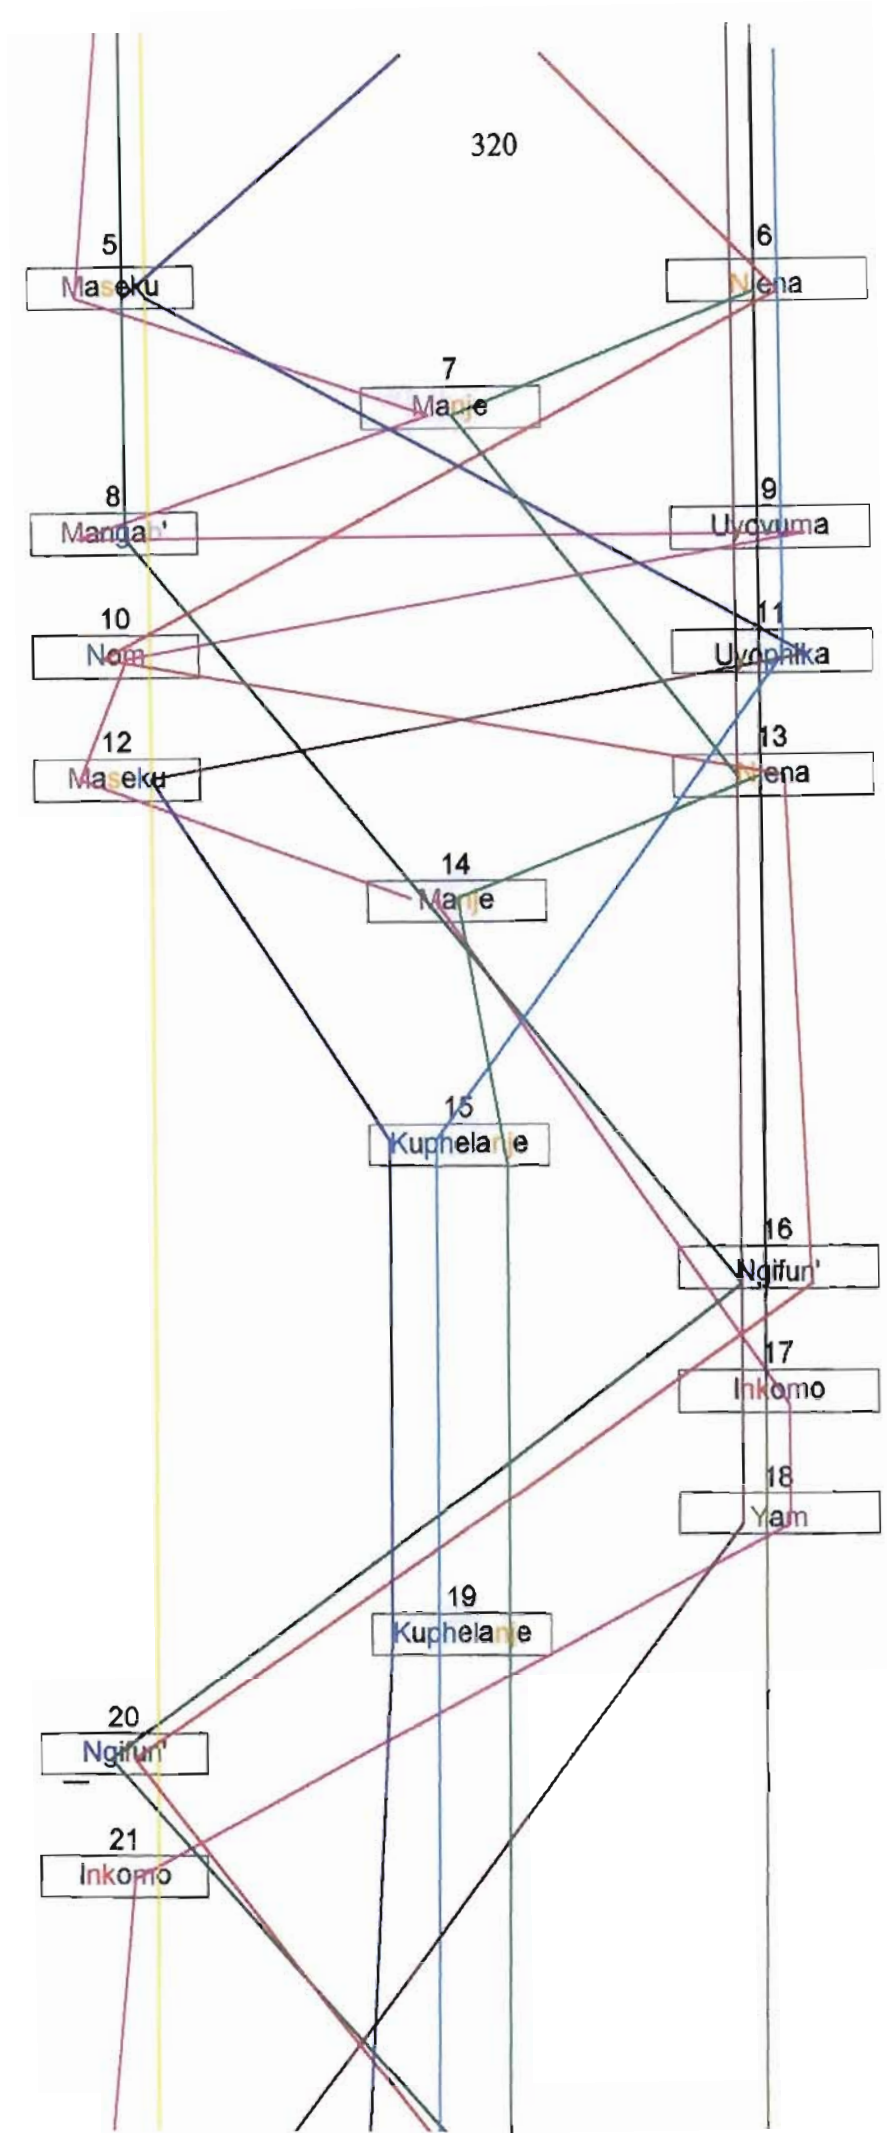 320
5
Maseku
6
Njena
7
Manje
8
Mangab'
9
Uyovuma
10
Nom
11
Uyophika
12
Maseku
13
Njena
14
Manje
15
Kuphelanje
16
Ngifun'
17
Inkomo
18
Yam
19
Kuphelanje
20
Ngifun'
21
Inkomo